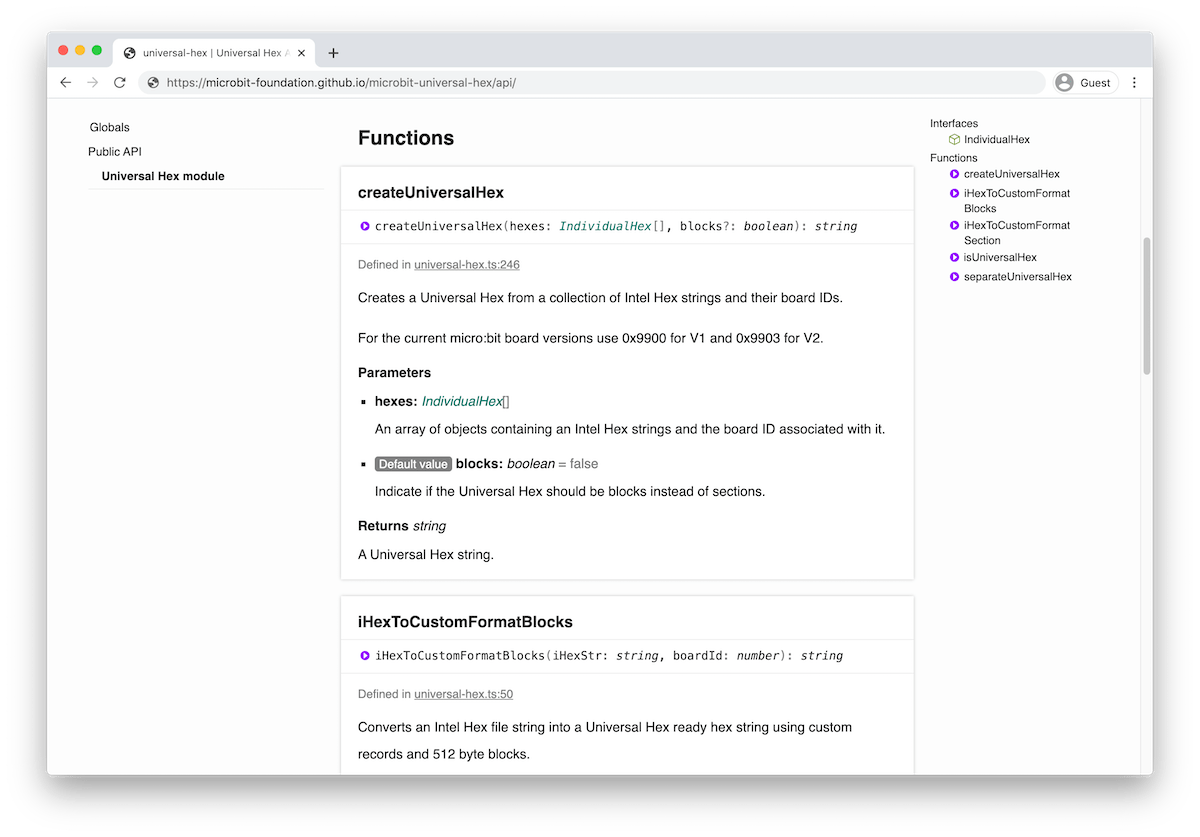 universal-hex | Universal Hex A
https://microbit-foundation.github.io/microbit-universal-hex/api/
Guest
Globals
Public API
Universal Hex module
Functions
createUniversalHex
createUniversalHex(hexes: IndividualHex[], blocks?: boolean): string
Defined in universal-hex.ts:246
Creates a Universal Hex from a collection of Intel Hex strings and their board IDs.
For the current micro:bit board versions use 0x9900 for V1 and 0x9903 for V2.
Parameters
hexes: IndividualHex[]
An array of objects containing an Intel Hex strings and the board ID associated with it.
Default value blocks: boolean = false
Indicate if the Universal Hex should be blocks instead of sections.
Returns string
A Universal Hex string.
iHexToCustomFormatBlocks
iHexToCustomFormatBlocks(iHexStr: string, boardId: number): string
Defined in universal-hex.ts:50
Converts an Intel Hex file string into a Universal Hex ready hex string using custom
records and 512 byte blocks.
Interfaces
IndividualHex
Functions
createUniversalHex
iHexToCustomFormat
Blocks
iHexToCustomFormat
Section
isUniversalHex
separateUniversalHex